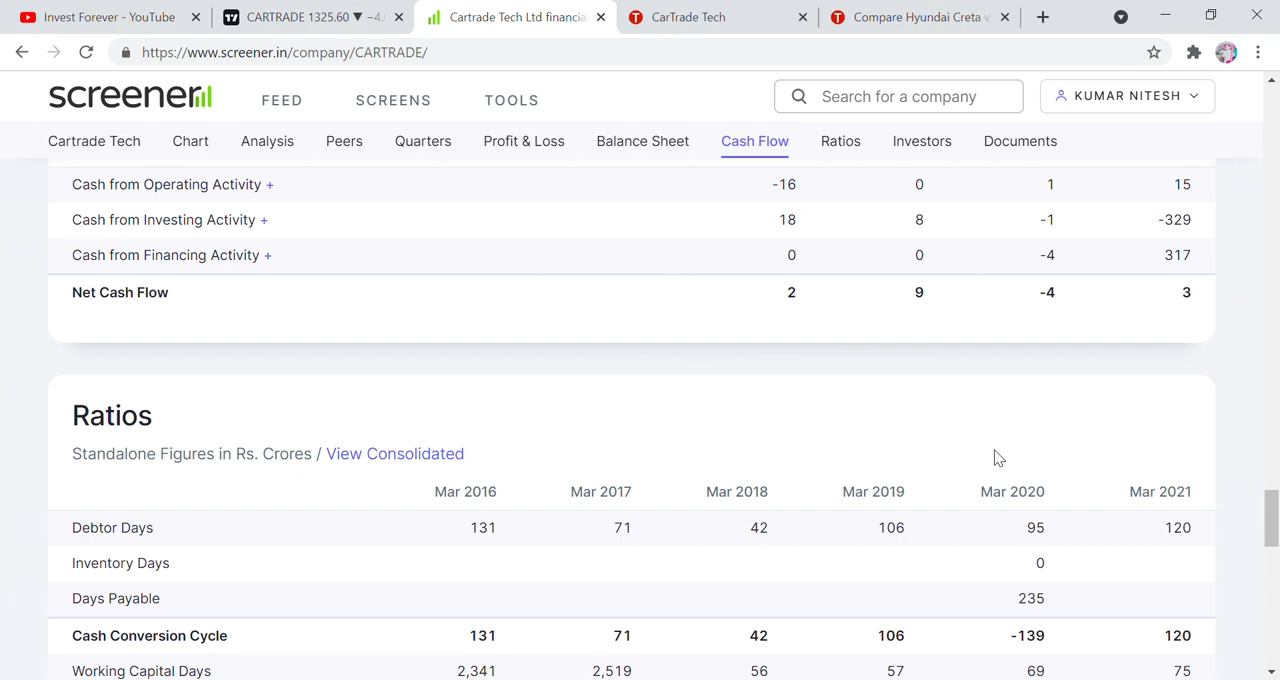 Invest Forever - YouTube
CARTRADE 1325.60 ▼ −4.
Cartrade Tech Ltd financia
CarTrade Tech
Compare Hyundai Creta v
https://www.screener.in/company/CARTRADE/
screener
FEED
SCREENS
TOOLS
Search for a company
KUMAR NITESH
Cartrade Tech Chart Analysis Peers Quarters Profit & Loss Balance Sheet Cash Flow Ratios Investors Documents
Cash from Operating Activity + -16 0 1 15
Cash from Investing Activity + 18 8 -1 -329
Cash from Financing Activity + 0 0 -4 317
Net Cash Flow 2 9 -4 3
Ratios
Standalone Figures in Rs. Crores / View Consolidated
Mar 2016 Mar 2017 Mar 2018 Mar 2019 Mar 2020 Mar 2021
Debtor Days 131 71 42 106 95 120
Inventory Days 0
Days Payable 235
Cash Conversion Cycle 131 71 42 106 -139 120
Working Capital Days 2,341 2,519 56 57 69 75